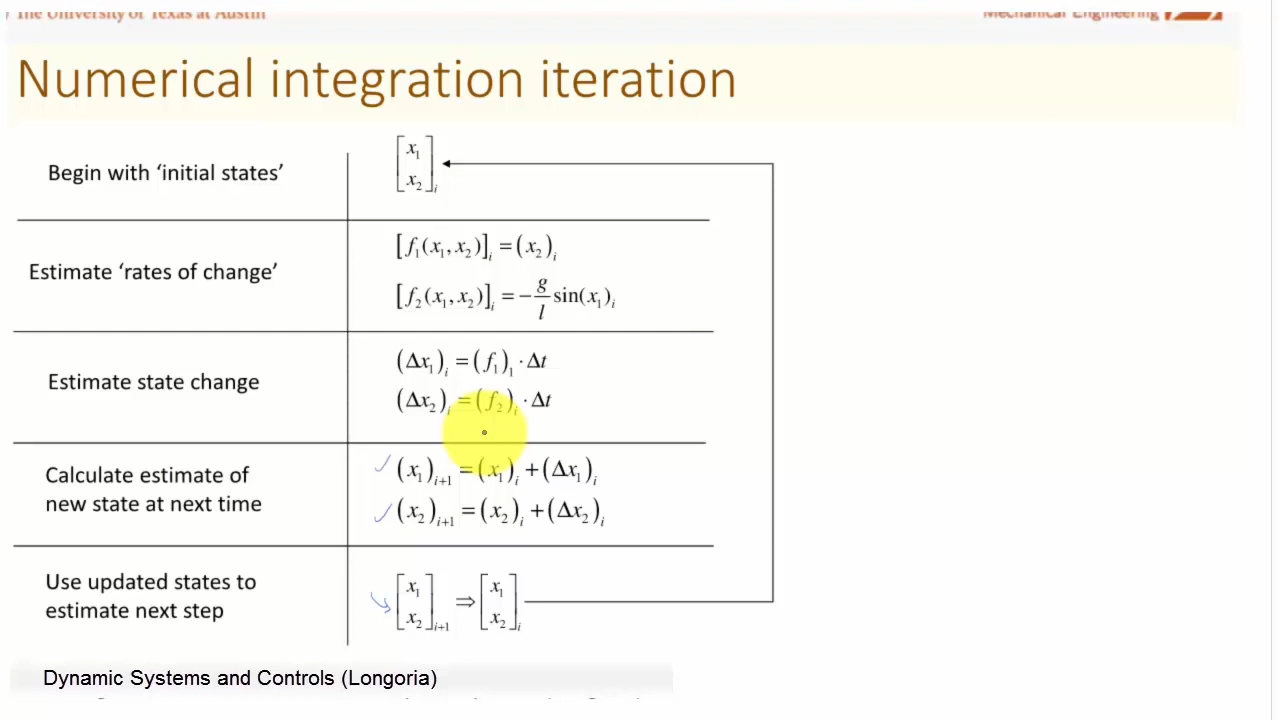 The University of Texas at Austin
Mechanical Engineering
Numerical integration iteration
Begin with ‘initial states’
[x₁ x₂]ᵢ
Estimate ‘rates of change’
[f₁(x₁, x₂)]ᵢ = (x₂)ᵢ
[f₂(x₁, x₂)]ᵢ = −g/l sin(x₁)ᵢ
Estimate state change
(Δx₁)ᵢ = (f₁)₁ · Δt
(Δx₂)ᵢ = (f₂)ᵢ · Δt
Calculate estimate of
new state at next time
(x₁)ᵢ₊₁ = (x₁)ᵢ + (Δx₁)ᵢ
(x₂)ᵢ₊₁ = (x₂)ᵢ + (Δx₂)ᵢ
Use updated states to
estimate next step
[x₁ x₂]ᵢ₊₁ ⇒ [x₁ x₂]ᵢ
Dynamic Systems and Controls (Longoria)